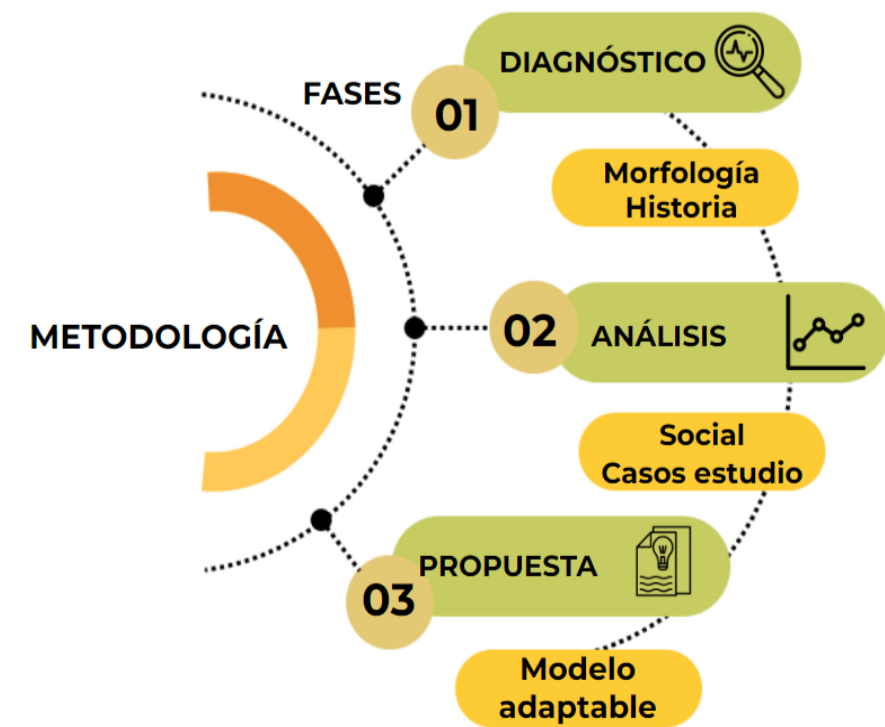 METODOLOGÍA
FASES
01
DIAGNÓSTICO
Morfología
Historia
02
ANÁLISIS
Social
Casos estudio
03
PROPUESTA
Modelo
adaptable